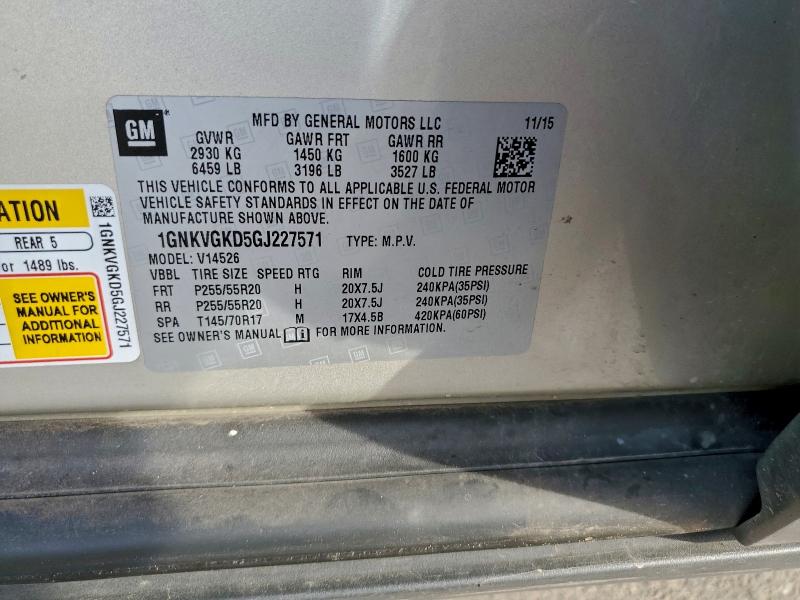 GM
MFD BY GENERAL MOTORS LLC 11/15
GVWR GAWR FRT GAWR RR
2930 KG 1450 KG 1600 KG
6459 LB 3196 LB 3527 LB
THIS VEHICLE CONFORMS TO ALL APPLICABLE U.S. FEDERAL MOTOR
VEHICLE SAFETY STANDARDS IN EFFECT ON THE DATE OF
MANUFACTURE SHOWN ABOVE.
1GNKVGKD5GJ227571 TYPE: M.P.V.
MODEL: V14526
VBBL TIRE SIZE SPEED RTG RIM COLD TIRE PRESSURE
FRT P255/55R20 H 20X7.5J 240KPA(35PSI)
RR P255/55R20 H 20X7.5J 240KPA(35PSI)
SPA T145/70R17 M 17X4.5B 420KPA(60PSI)
SEE OWNER'S MANUAL FOR MORE INFORMATION.
ATION
REAR 5
or 1489 lbs.
SEE OWNER'S
MANUAL FOR
ADDITIONAL
INFORMATION
1GNKVGKD5GJ227571